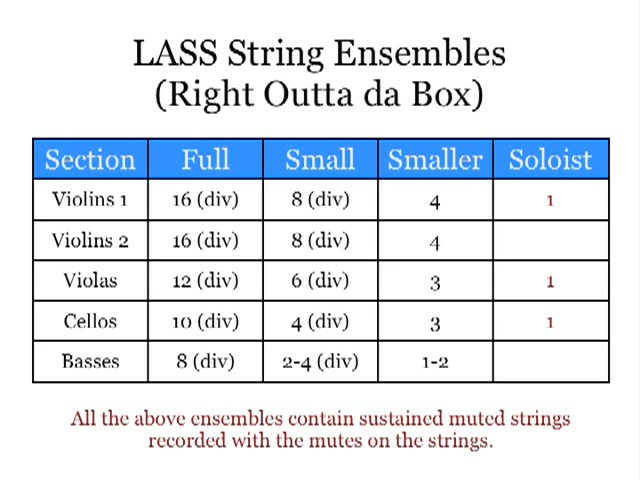 LASS String Ensembles
(Right Outta da Box)
Section Full Small Smaller Soloist
Violins 1 16 (div) 8 (div) 4 1
Violins 2 16 (div) 8 (div) 4
Violas 12 (div) 6 (div) 3 1
Cellos 10 (div) 4 (div) 3 1
Basses 8 (div) 2-4 (div) 1-2
All the above ensembles contain sustained muted strings
recorded with the mutes on the strings.